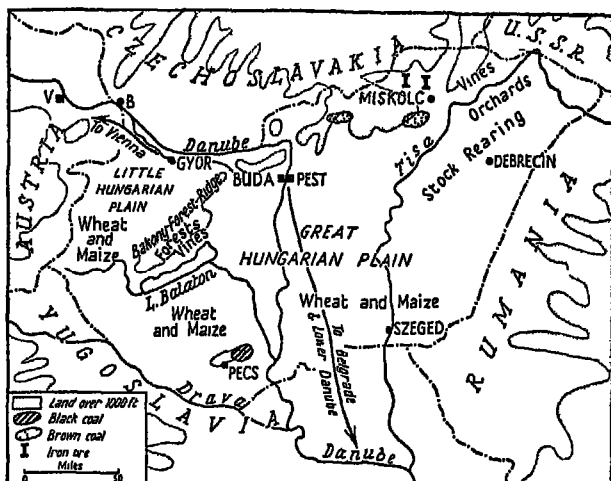 U.S.S.R.
CZECHOSLAVAKIA
Vines
V
B
MISKOLC
Orchards
To Vienna
Danube
Stock Rearing
GYOR
risa
DEBRECIN
AUSTRIA
LITTLE
HUNGARIAN
PLAIN
BUDA
PEST
Bakony-Forest-Ridge
Forests
Vines
Wheat and
Maize
GREAT
HUNGARIAN PLAIN
L. Balaton
Wheat
and Maize
Wheat and Maize
RUMANIA
SZEGED
To Belgrade
& Lower Danube
PECS
YUGOSLAVIA
Drava
Danube
Land over 1000 ft
Black coal
Brown coal
I Iron ore
Miles
0 50